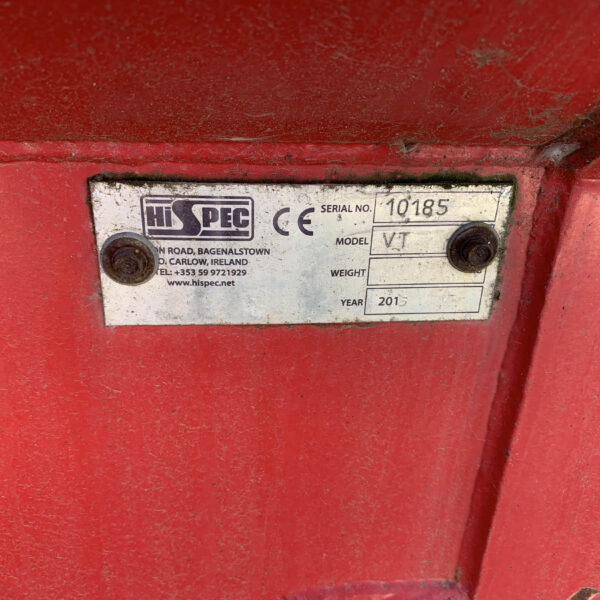 HiSPEC CE SERIAL NO. 10185
ON ROAD, BAGENALSTOWN
O. CARLOW, IRELAND
TEL: +353 59 9721929
www.hispec.net
MODEL VT
WEIGHT
YEAR